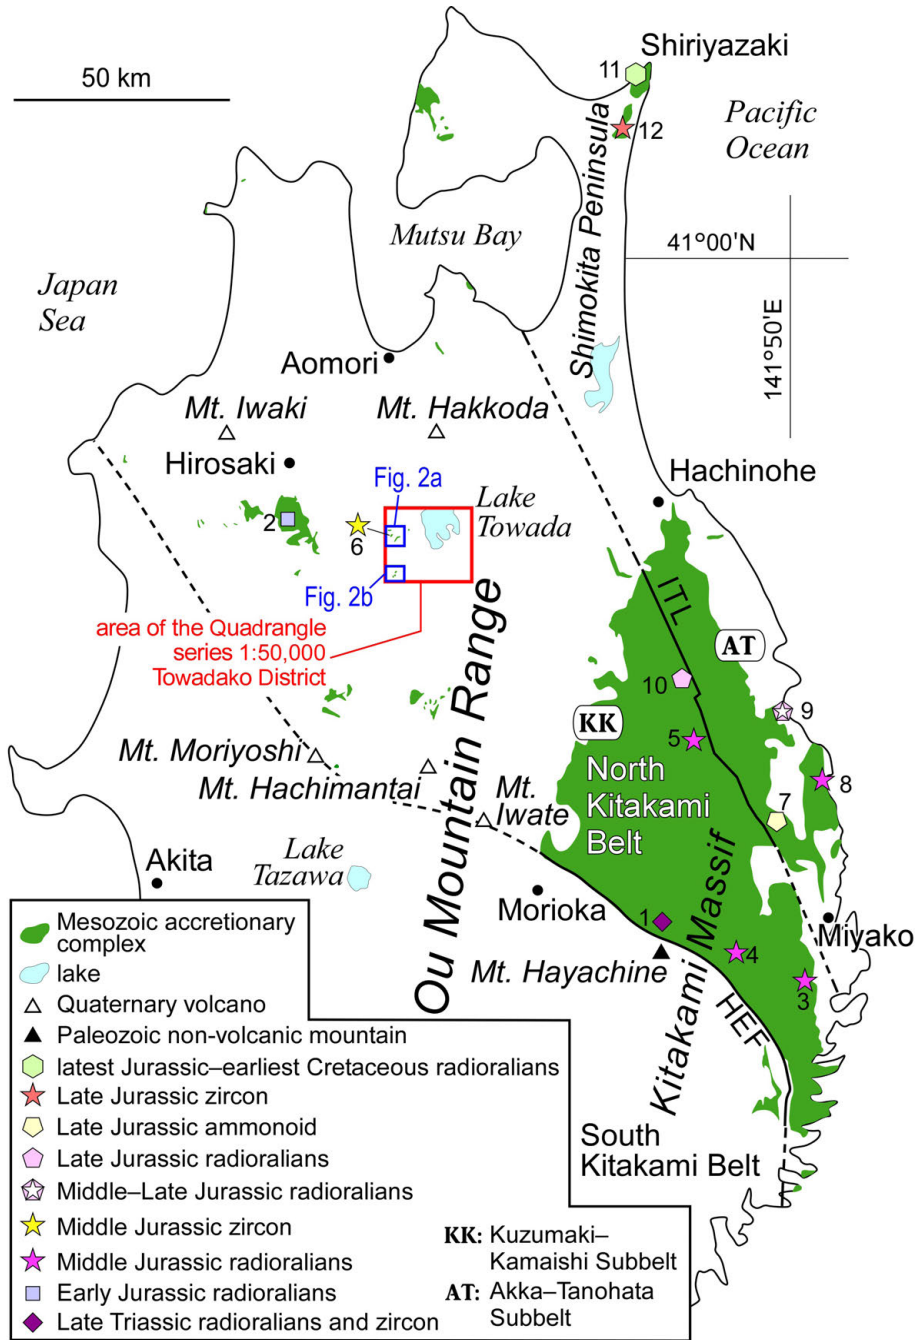 Shiriyazaki
11
50 km
Pacific
Ocean
12
Shimokita Peninsula
Mutsu Bay
41°00'N
Japan
Sea
141°50'E
Aomori
Mt. Iwaki
Mt. Hakkoda
Hirosaki
Hachinohe
Fig. 2a
Lake
Towada
2
6
Fig. 2b
ITL
area of the Quadrangle
series 1:50,000
Towadako District
AT
10
9
KK
5
Mt. Moriyoshi
North
Kitakami
Belt
8
Mt. Hachimantai
7
Mt.
Iwate
Ou Mountain Range
Lake
Tazawa
Akita
Morioka
1
Miyako
Mt. Hayachine
4
3
Kitakami Massif
HEF
South
Kitakami Belt
Mesozoic accretionary
complex
lake
Quaternary volcano
Paleozoic non-volcanic mountain
latest Jurassic–earliest Cretaceous radioralians
Late Jurassic zircon
Late Jurassic ammonoid
Late Jurassic radioralians
Middle–Late Jurassic radioralians
Middle Jurassic zircon
Middle Jurassic radioralians
Early Jurassic radioralians
Late Triassic radioralians and zircon
KK: Kuzumaki–
Kamaishi Subbelt
AT: Akka–Tanohata
Subbelt